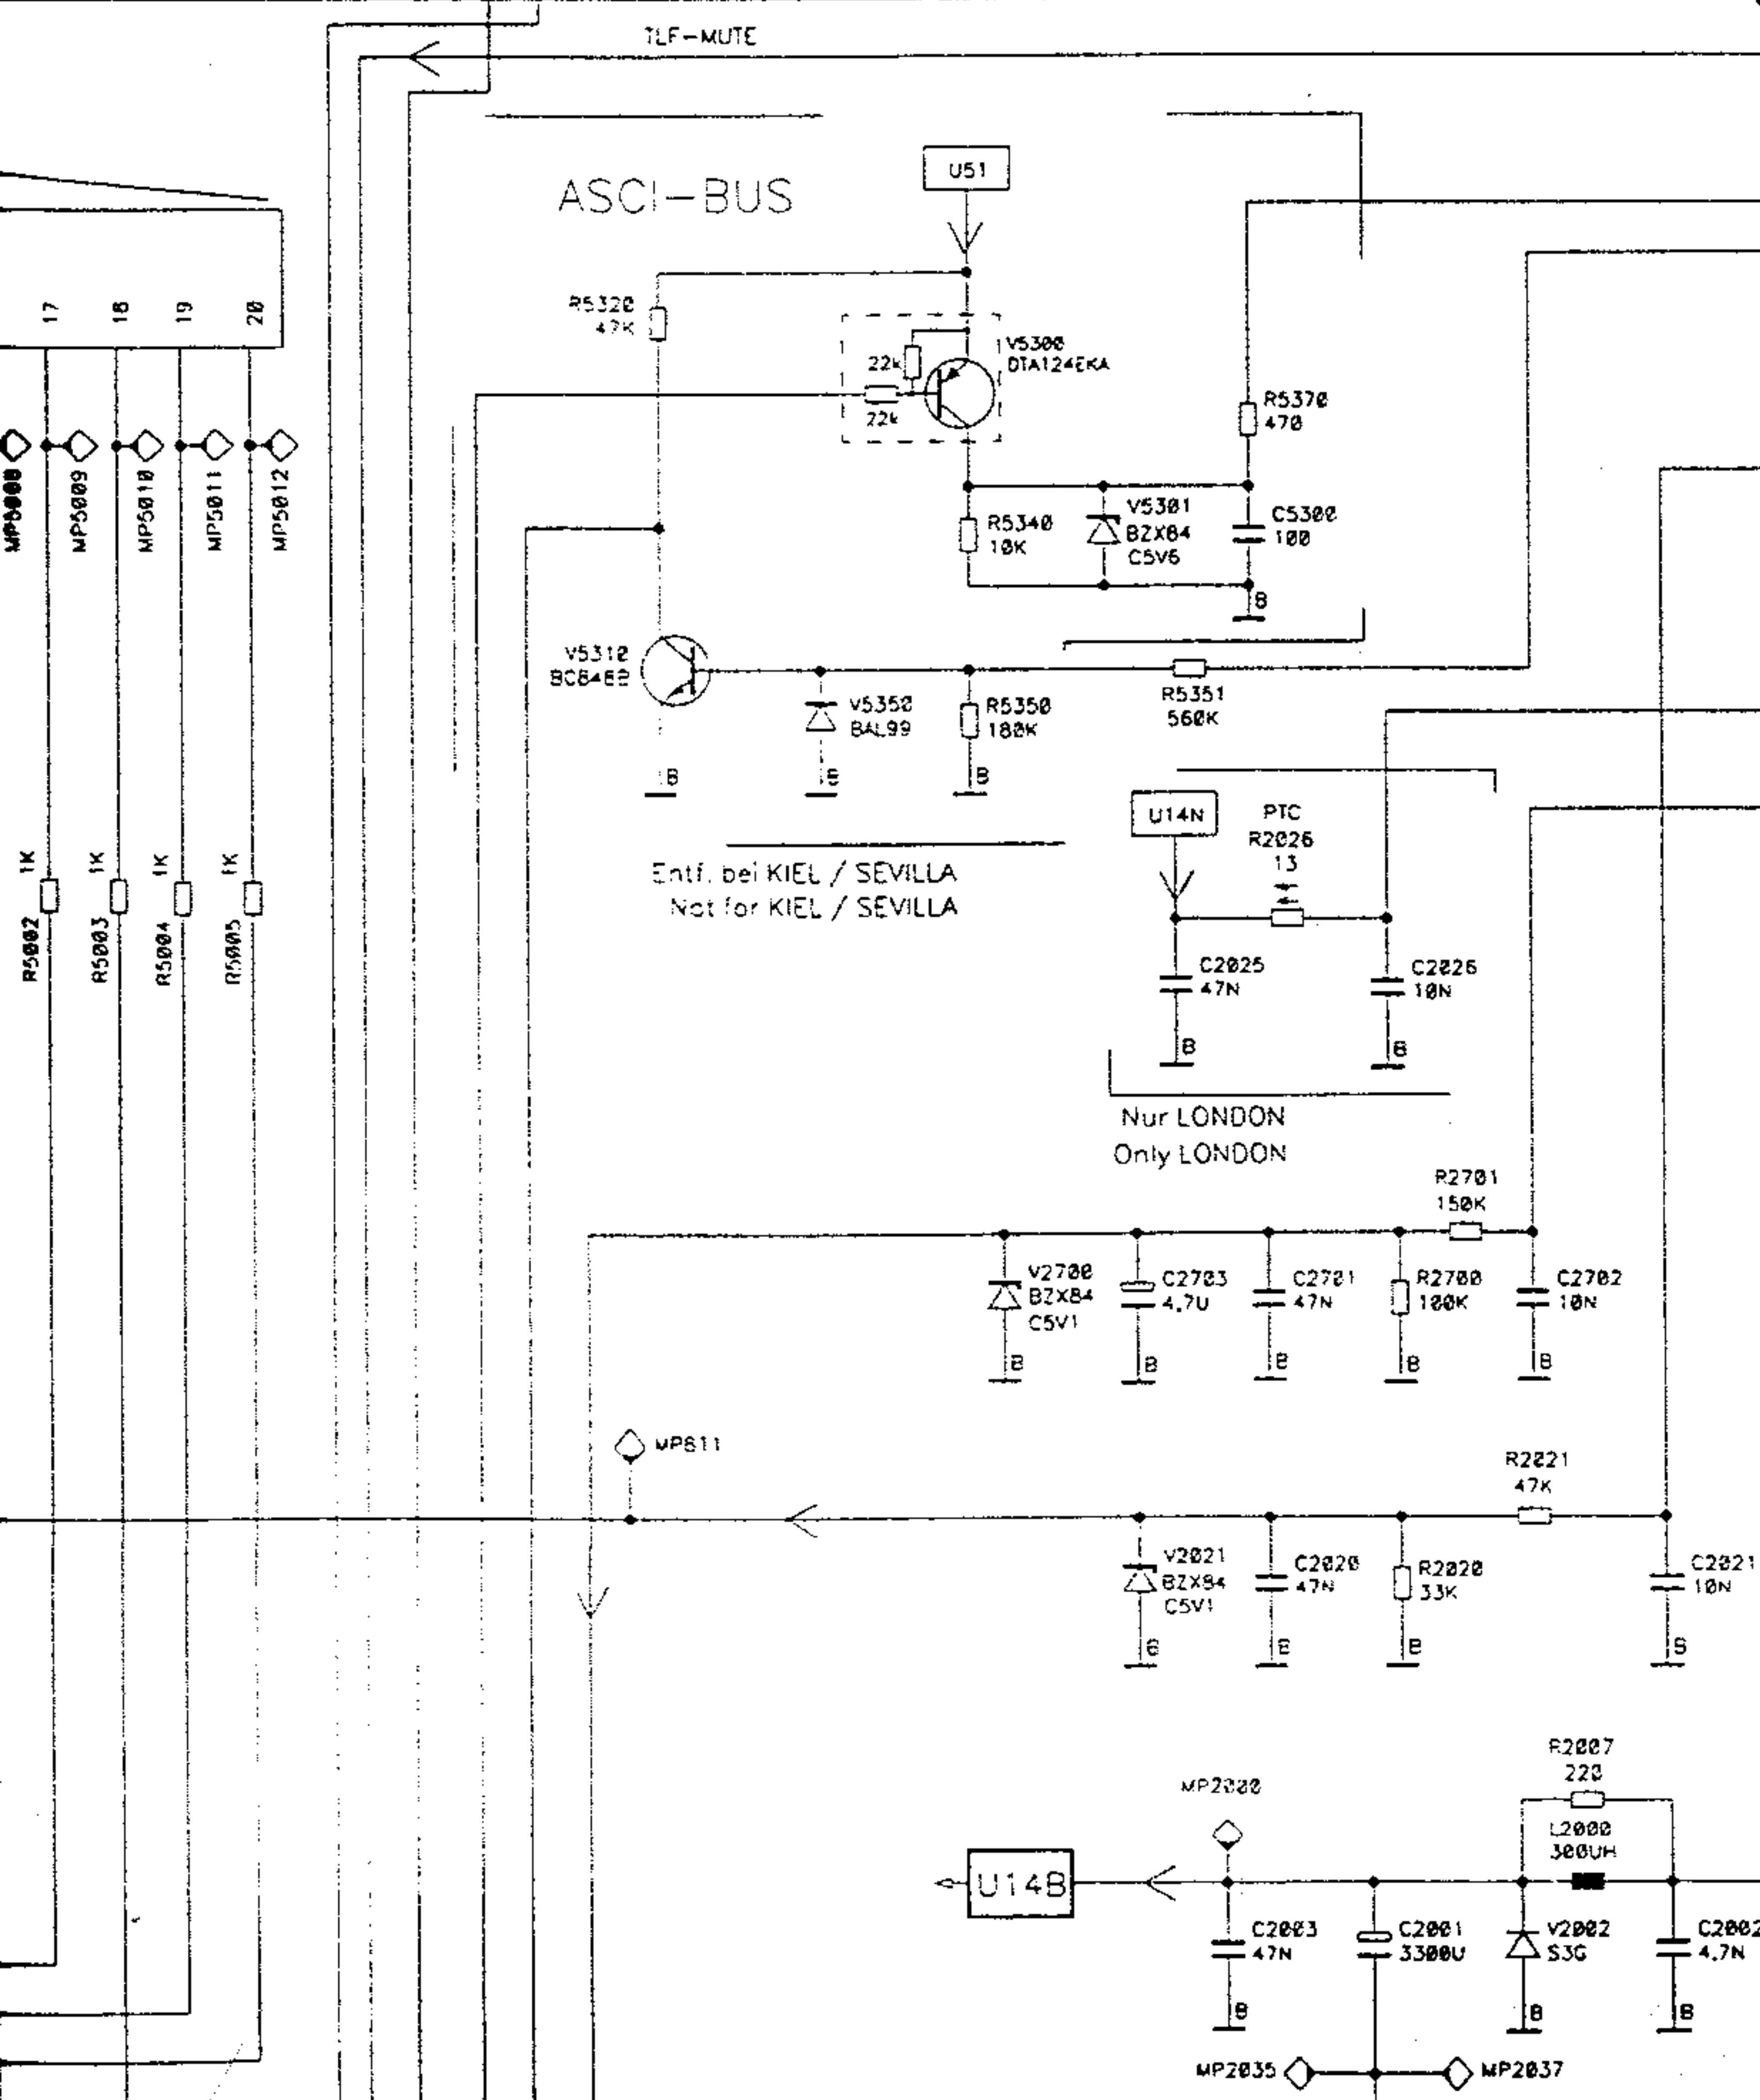 TLF-MUTE
U51
ASCI-BUS
17
18
19
20
R5320
47K
V5300
DTA124EKA
22k
22k
R5370
470
MP5009
MP5010
MP5011
MP5012
R5340
10K
V5301
BZX84
C5V6
C5300
100
B
V5310
V5350
BAL99
R5350
180K
R5351
560K
B
B
B
U14N
PTC
R2026
13
Entf. bei KIEL / SEVILLA
Not for KIEL / SEVILLA
1K
1K
1K
1K
R5002
R5003
R5004
R5005
C2025
47N
C2026
10N
B
B
Nur LONDON
Only LONDON
R2701
150K
V2700
BZX84
C5V1
C2703
4.7U
C2701
47N
R2700
100K
C2702
10N
B
B
B
B
B
MP811
R2021
47K
V2021
BZX84
C5V1
C2020
47N
R2020
33K
C2021
10N
B
B
B
B
R2007
220
MP2000
L2000
300UH
U14B
C2003
47N
C2001
3300U
V2002
S3G
C2002
4.7N
B
B
B
MP2035
MP2037